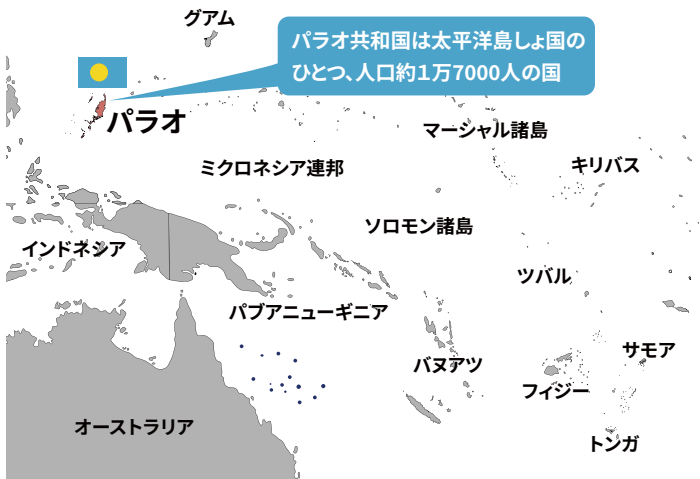 グアム
パラオ共和国は太平洋島しょ国の
ひとつ、人口約1万7000人の国
パラオ
マーシャル諸島
ミクロネシア連邦
キリバス
ソロモン諸島
インドネシア
ツバル
パプアニューギニア
サモア
バヌアツ
フィジー
オーストラリア
トンガ